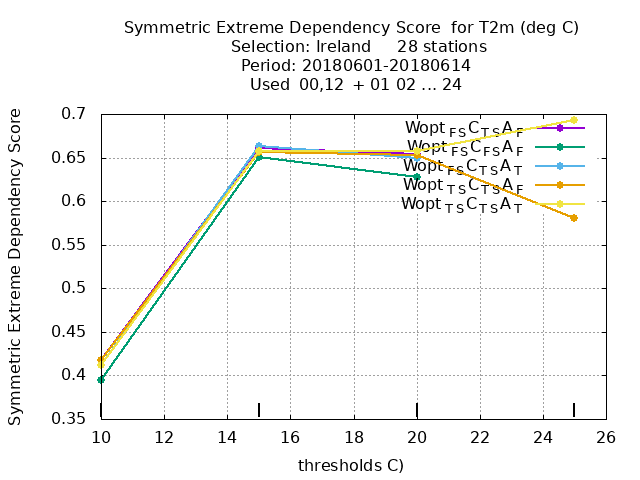 Symmetric Extreme Dependency Score  for T2m (deg C)
Selection: Ireland     28 stations
Period: 20180601-20180614
Used  00,12  + 01 02 ... 24
Symmetric Extreme Dependency Score
0.7
0.65
0.6
0.55
0.5
0.45
0.4
0.35
Wopt FS C TS A F
Wopt FS C FS A F
Wopt FS C TS A T
Wopt TS C TS A F
Wopt TS C TS A T
10 12 14 16 18 20 22 24 26
thresholds C)